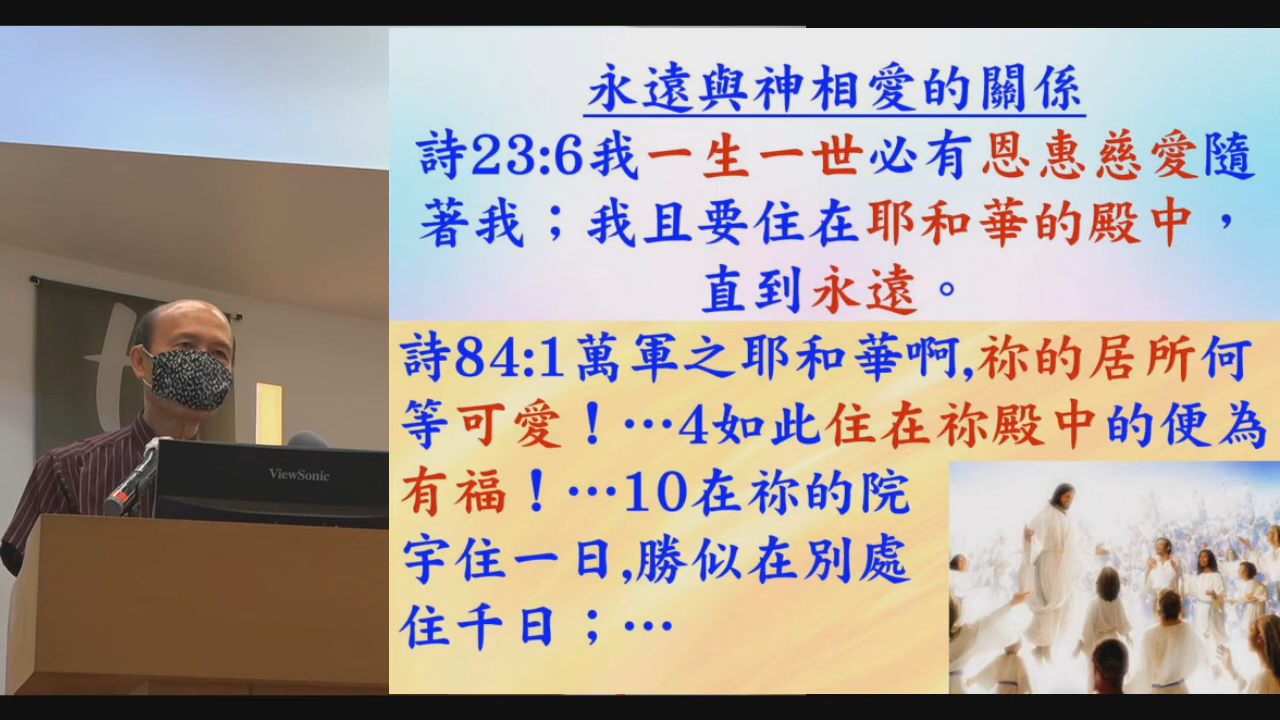 永遠與神相愛的關係
詩23:6我一生一世必有恩惠慈愛隨
著我；我且要住在耶和華的殿中，
直到永遠。
詩84:1萬軍之耶和華啊,祢的居所何
等可愛！…4如此住在祢殿中的便為
有福！…10在祢的院
宇住一日,勝似在別處
住千日；…
ViewSonic